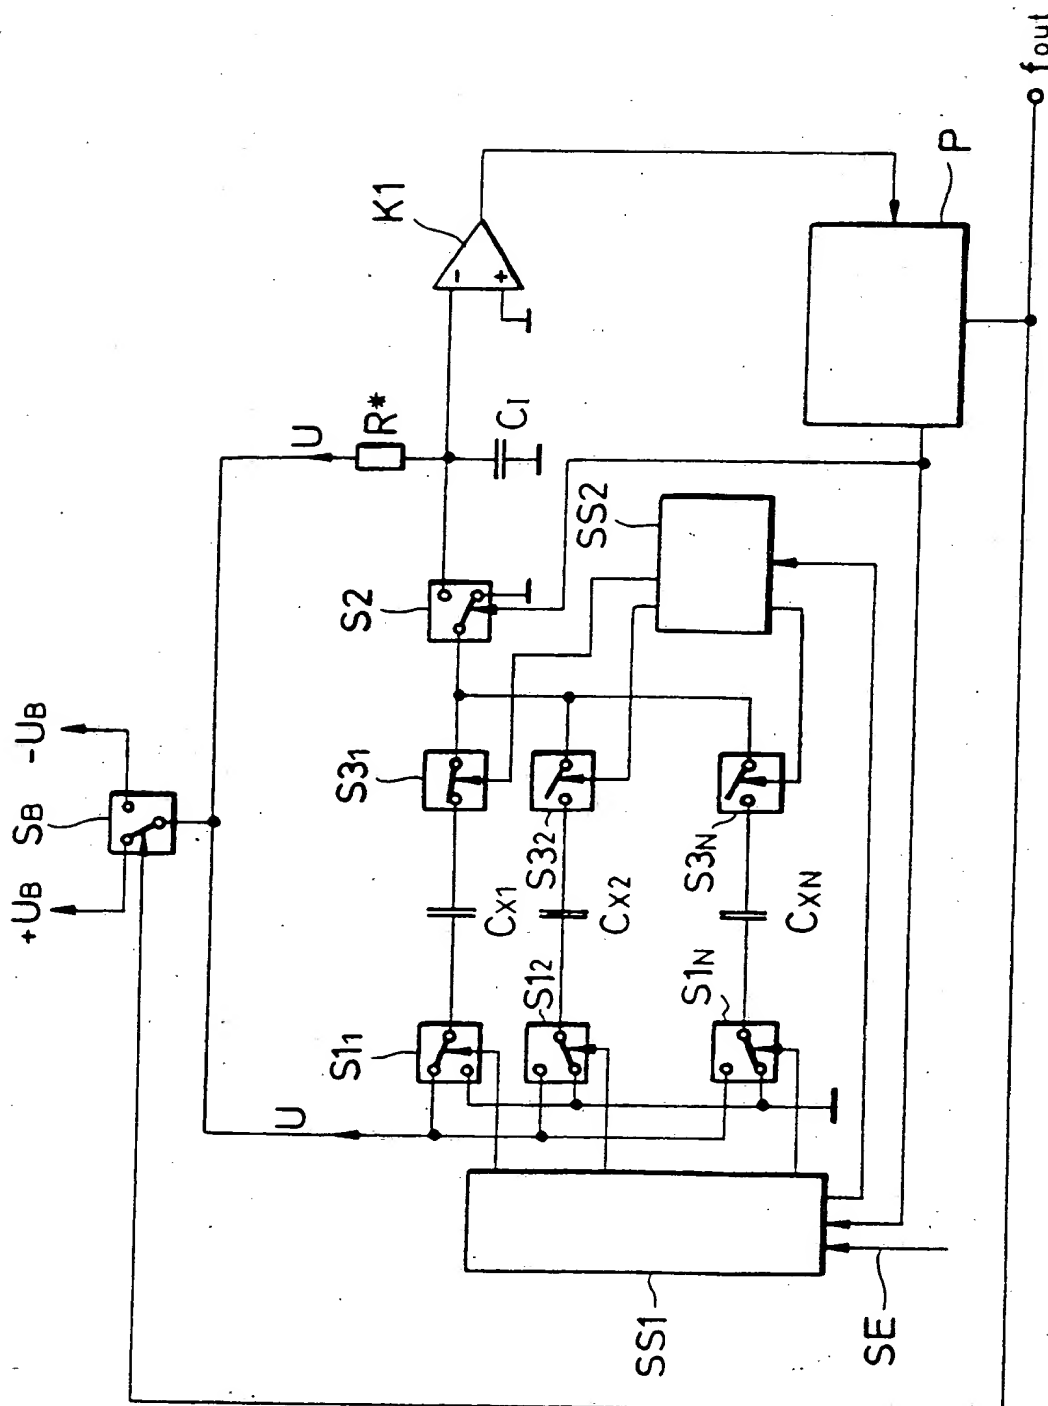 +UB
SB
-UB
U
U
S11
S12
S1N
CX1
CX2
CXN
S31
S32
S3N
S2
R*
CI
K1
-
+
SS1
SS2
SE
P
fout